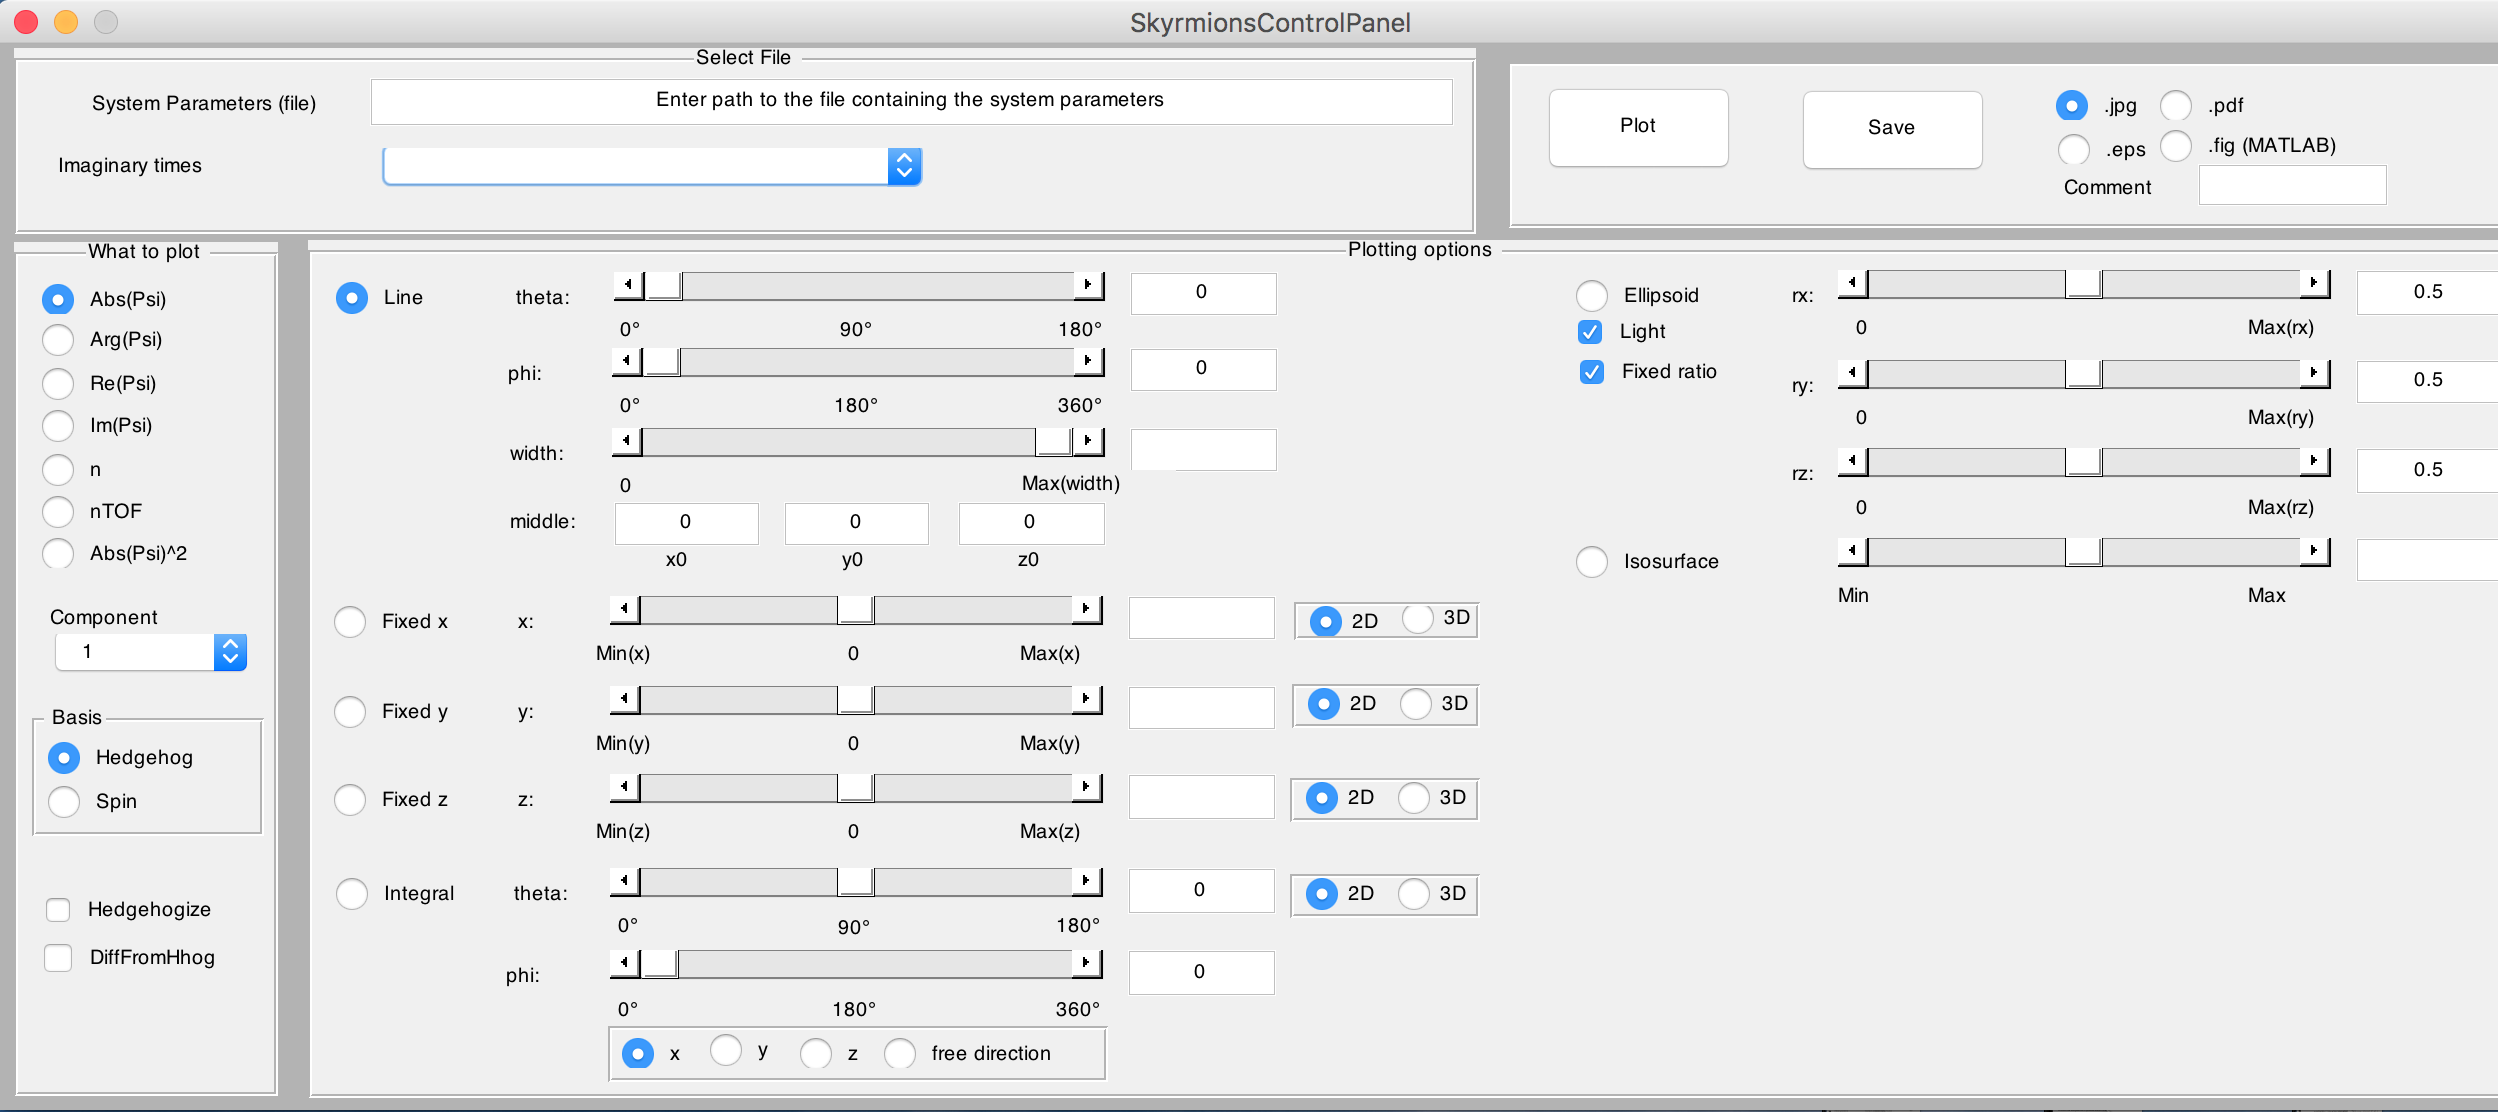 SkyrmionsControlPanel
Select File
System Parameters (file)
Enter path to the file containing the system parameters
Imaginary times
Plot
Save
.jpg
.pdf
.eps
.fig (MATLAB)
Comment
What to plot
Abs(Psi)
Arg(Psi)
Re(Psi)
Im(Psi)
n
nTOF
Abs(Psi)^2
Component
1
Basis
Hedgehog
Spin
Hedgehogize
DiffFromHhog
Plotting options
Line
theta:
0
0° 90° 180°
phi:
0
0° 180° 360°
width:
0 Max(width)
middle:
0 0 0
x0 y0 z0
Fixed x
x:
2D 3D
Min(x) 0 Max(x)
Fixed y
y:
2D 3D
Min(y) 0 Max(y)
Fixed z
z:
2D 3D
Min(z) 0 Max(z)
Integral
theta:
0
2D 3D
0° 90° 180°
phi:
0
0° 180° 360°
x y z free direction
Ellipsoid
rx:
0.5
Light
0 Max(rx)
Fixed ratio
ry:
0.5
0 Max(ry)
rz:
0.5
0 Max(rz)
Isosurface
Min Max